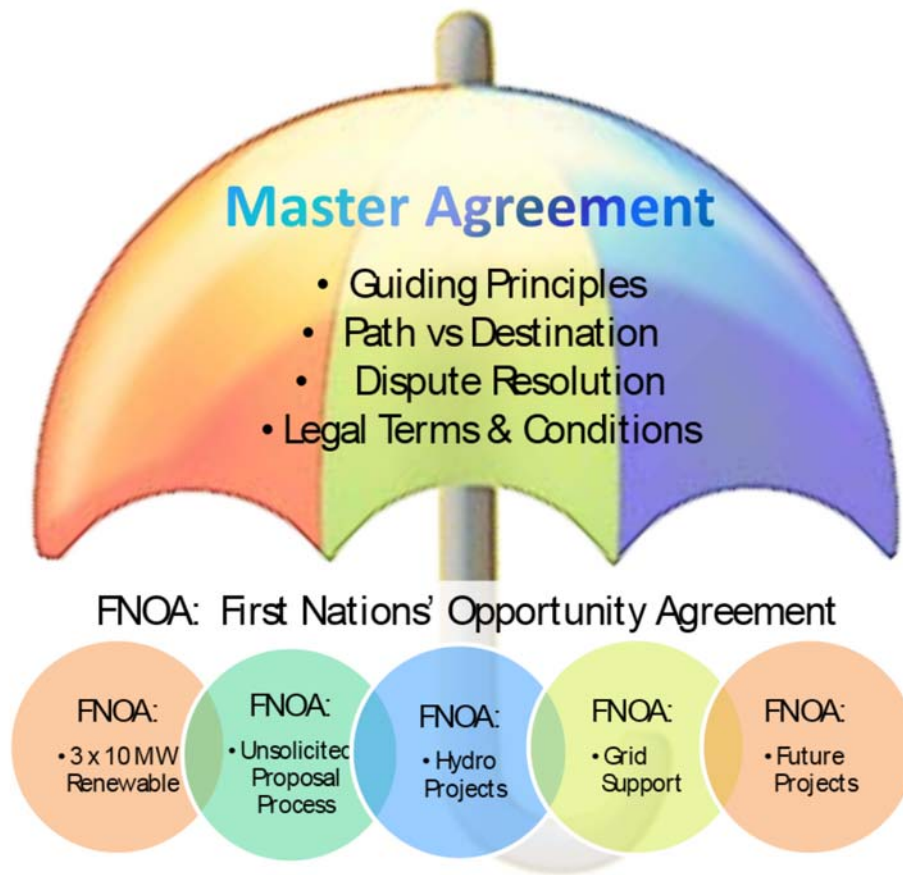 Master Agreement
• Guiding Principles
• Path vs Destination
• Dispute Resolution
• Legal Terms & Conditions
FNOA: First Nations’ Opportunity Agreement
FNOA:
• 3 x 10 MW
Renewable
FNOA:
• Unsolicited
Proposal
Process
FNOA:
• Hydro
Projects
FNOA:
• Grid
Support
FNOA:
• Future
Projects